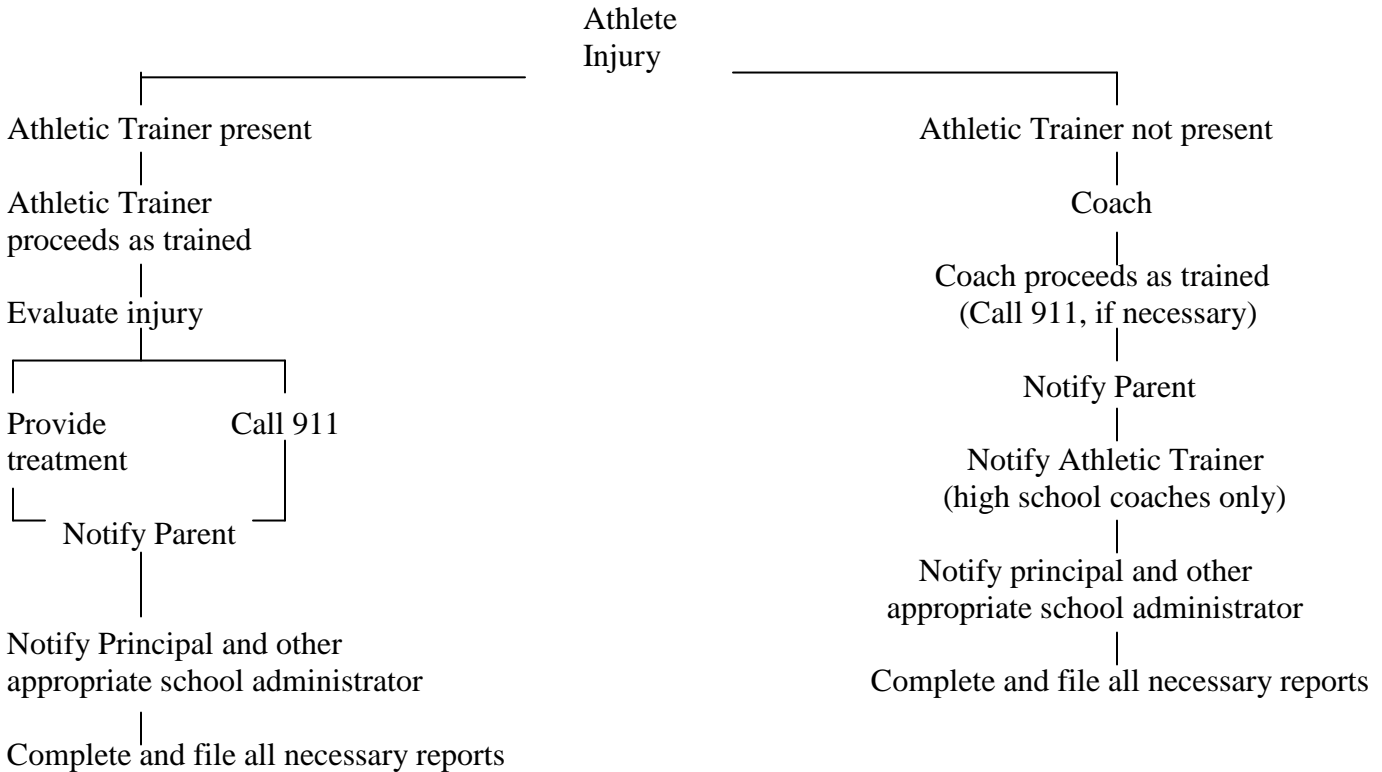 Athlete
Injury
Athletic Trainer present
Athletic Trainer
proceeds as trained
Evaluate injury
Provide
treatment
Call 911
Notify Parent
Notify Principal and other
appropriate school administrator
Complete and file all necessary reports
Athletic Trainer not present
Coach
Coach proceeds as trained
(Call 911, if necessary)
Notify Parent
Notify Athletic Trainer
(high school coaches only)
Notify principal and other
appropriate school administrator
Complete and file all necessary reports